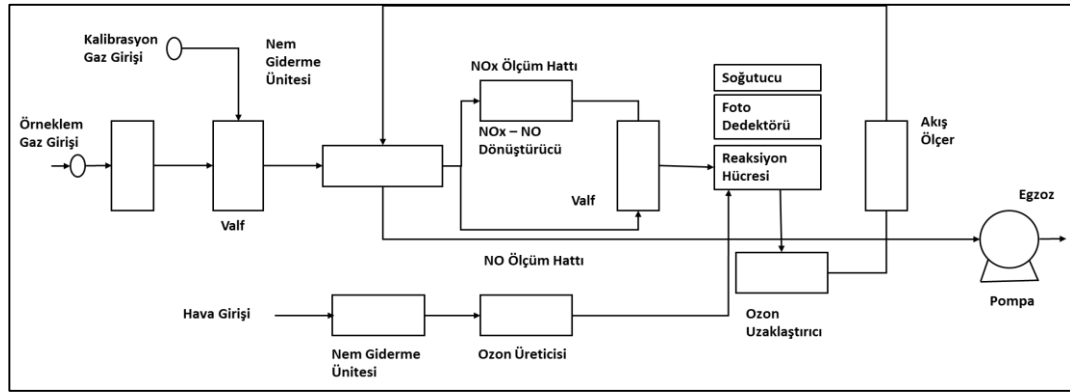 Kalibrasyon
Gaz Girişi
Nem
Giderme
Ünitesi
NOx Ölçüm Hattı
Soğutucu
Foto
Dedektörü
Akış
Ölçer
Örneklem
Gaz Girişi
NOx – NO
Dönüştürücü
Reaksiyon
Hücresi
Valf
Valf
Egzoz
NO Ölçüm Hattı
Pompa
Hava Girişi
Ozon
Uzaklaştırıcı
Nem Giderme
Ünitesi
Ozon Üreticisi